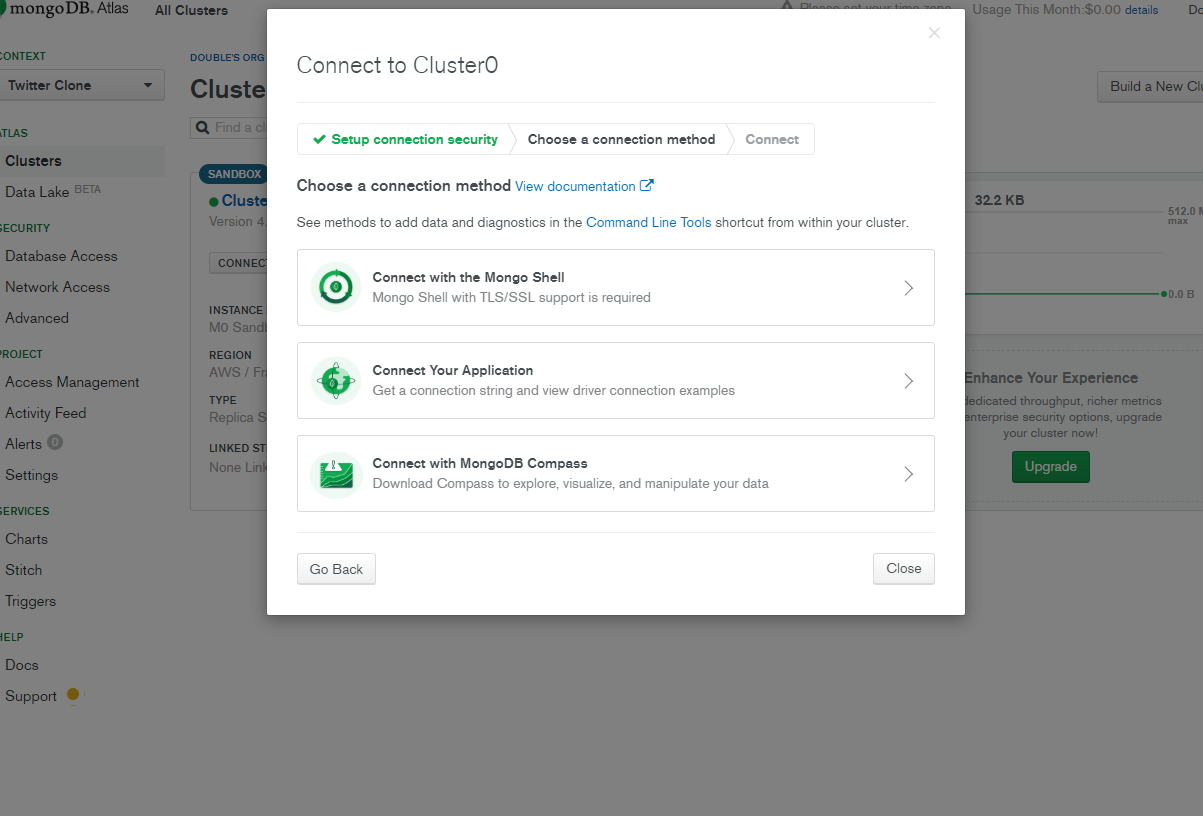 mongoDB. Atlas
All Clusters
Please set your time zone
Usage This Month:$0.00 details
CONTEXT
Twitter Clone
ATLAS
Clusters
Data Lake BETA
SECURITY
Database Access
Network Access
Advanced
PROJECT
Access Management
Activity Feed
Alerts 0
Settings
SERVICES
Charts
Stitch
Triggers
HELP
Docs
Support
DOUBLE'S ORG
Cluste
Find a cl
Build a New Clu
SANDBOX
Cluste
Version 4.
CONNECT
INSTANCE
M0 Sand
REGION
AWS / Fra
TYPE
Replica S
LINKED ST
None Link
Connect to Cluster0
Setup connection security
Choose a connection method
Connect
Choose a connection method View documentation
See methods to add data and diagnostics in the Command Line Tools shortcut from within your cluster.
Connect with the Mongo Shell
Mongo Shell with TLS/SSL support is required
Connect Your Application
Get a connection string and view driver connection examples
Connect with MongoDB Compass
Download Compass to explore, visualize, and manipulate your data
Go Back
Close
32.2 KB
512.0 M
max
0.0 B
Enhance Your Experience
dedicated throughput, richer metrics
enterprise security options, upgrade
your cluster now!
Upgrade